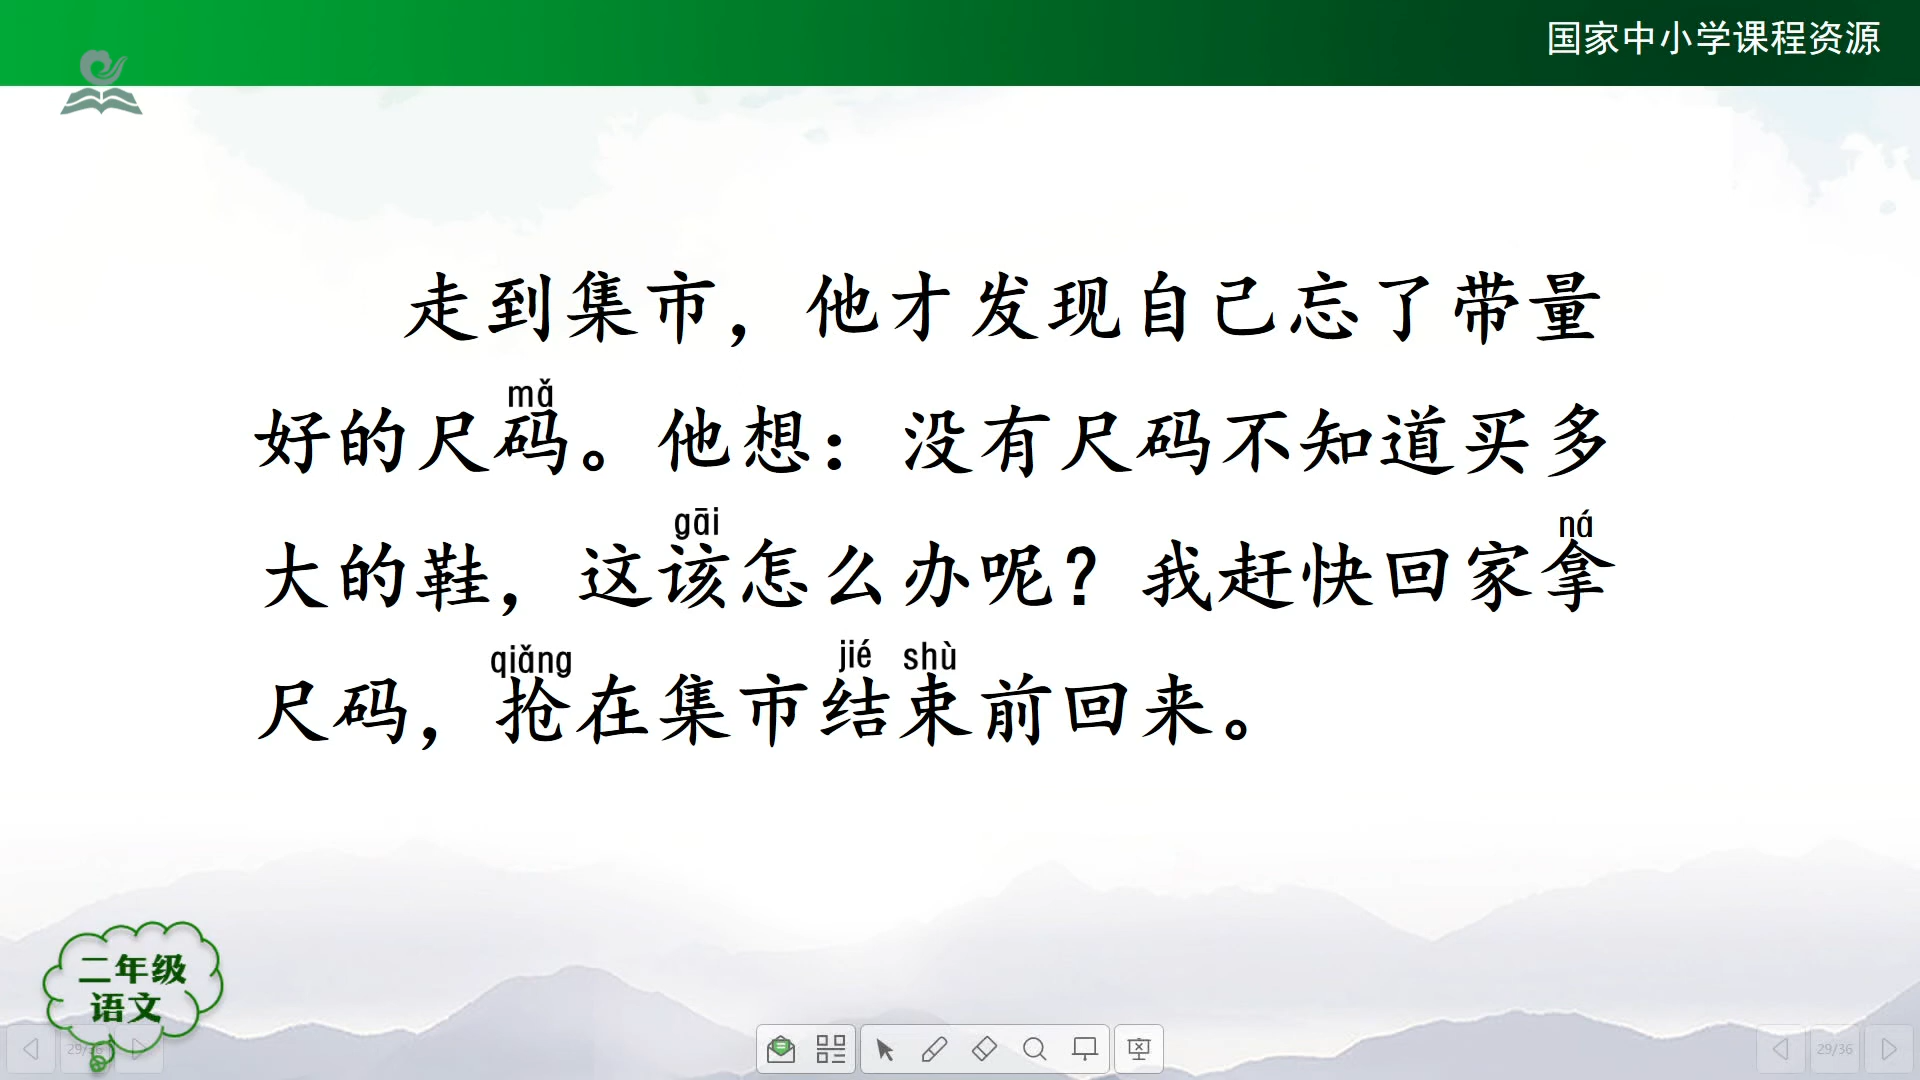 国家中小学课程资源
走到集市，他才发现自己忘了带量
mǎ
好的尺码。他想：没有尺码不知道买多
gāi ná
大的鞋，这该怎么办呢？我赶快回家拿
qiǎng jié shù
尺码，抢在集市结束前回来。
二年级
语文
29/36
29/36